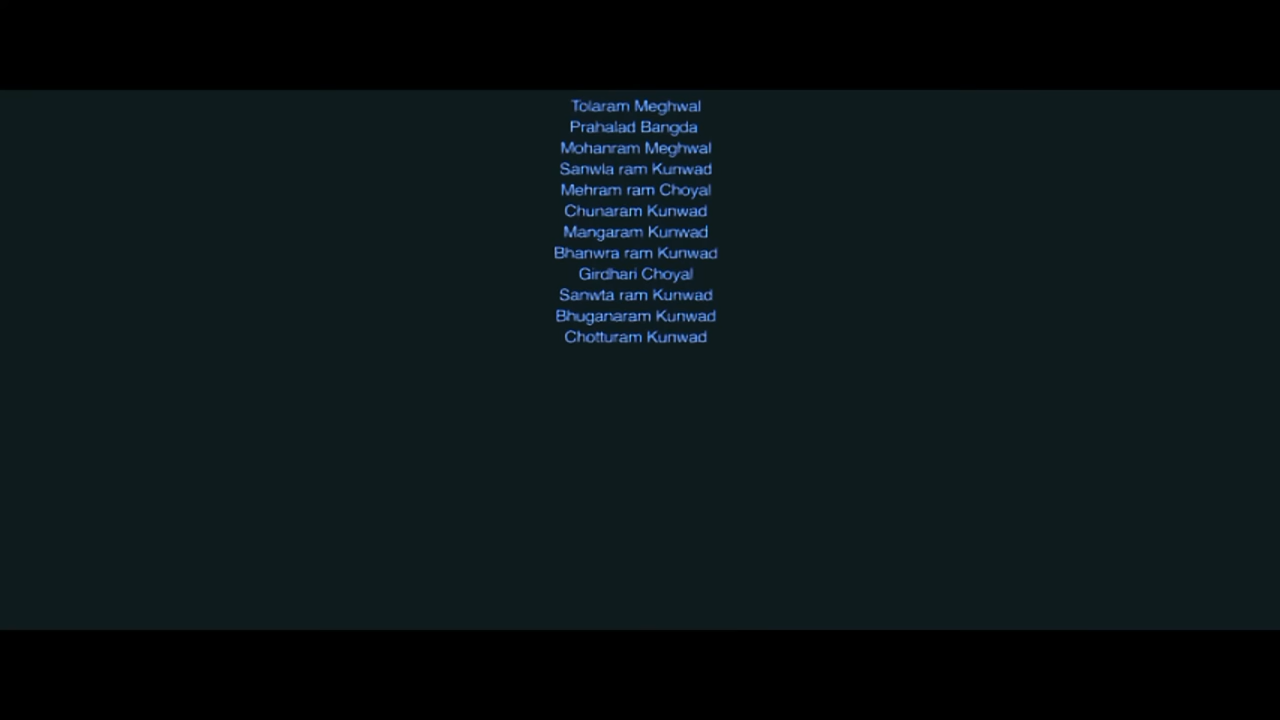 Tolaram Meghwal
Prahalad Bangda
Mohanram Meghwal
Sanwla ram Kunwad
Mehram ram Choyal
Chunaram Kunwad
Mangaram Kunwad
Bhanwra ram Kunwad
Girdhari Choyal
Sanwta ram Kunwad
Bhuganaram Kunwad
Chotturam Kunwad